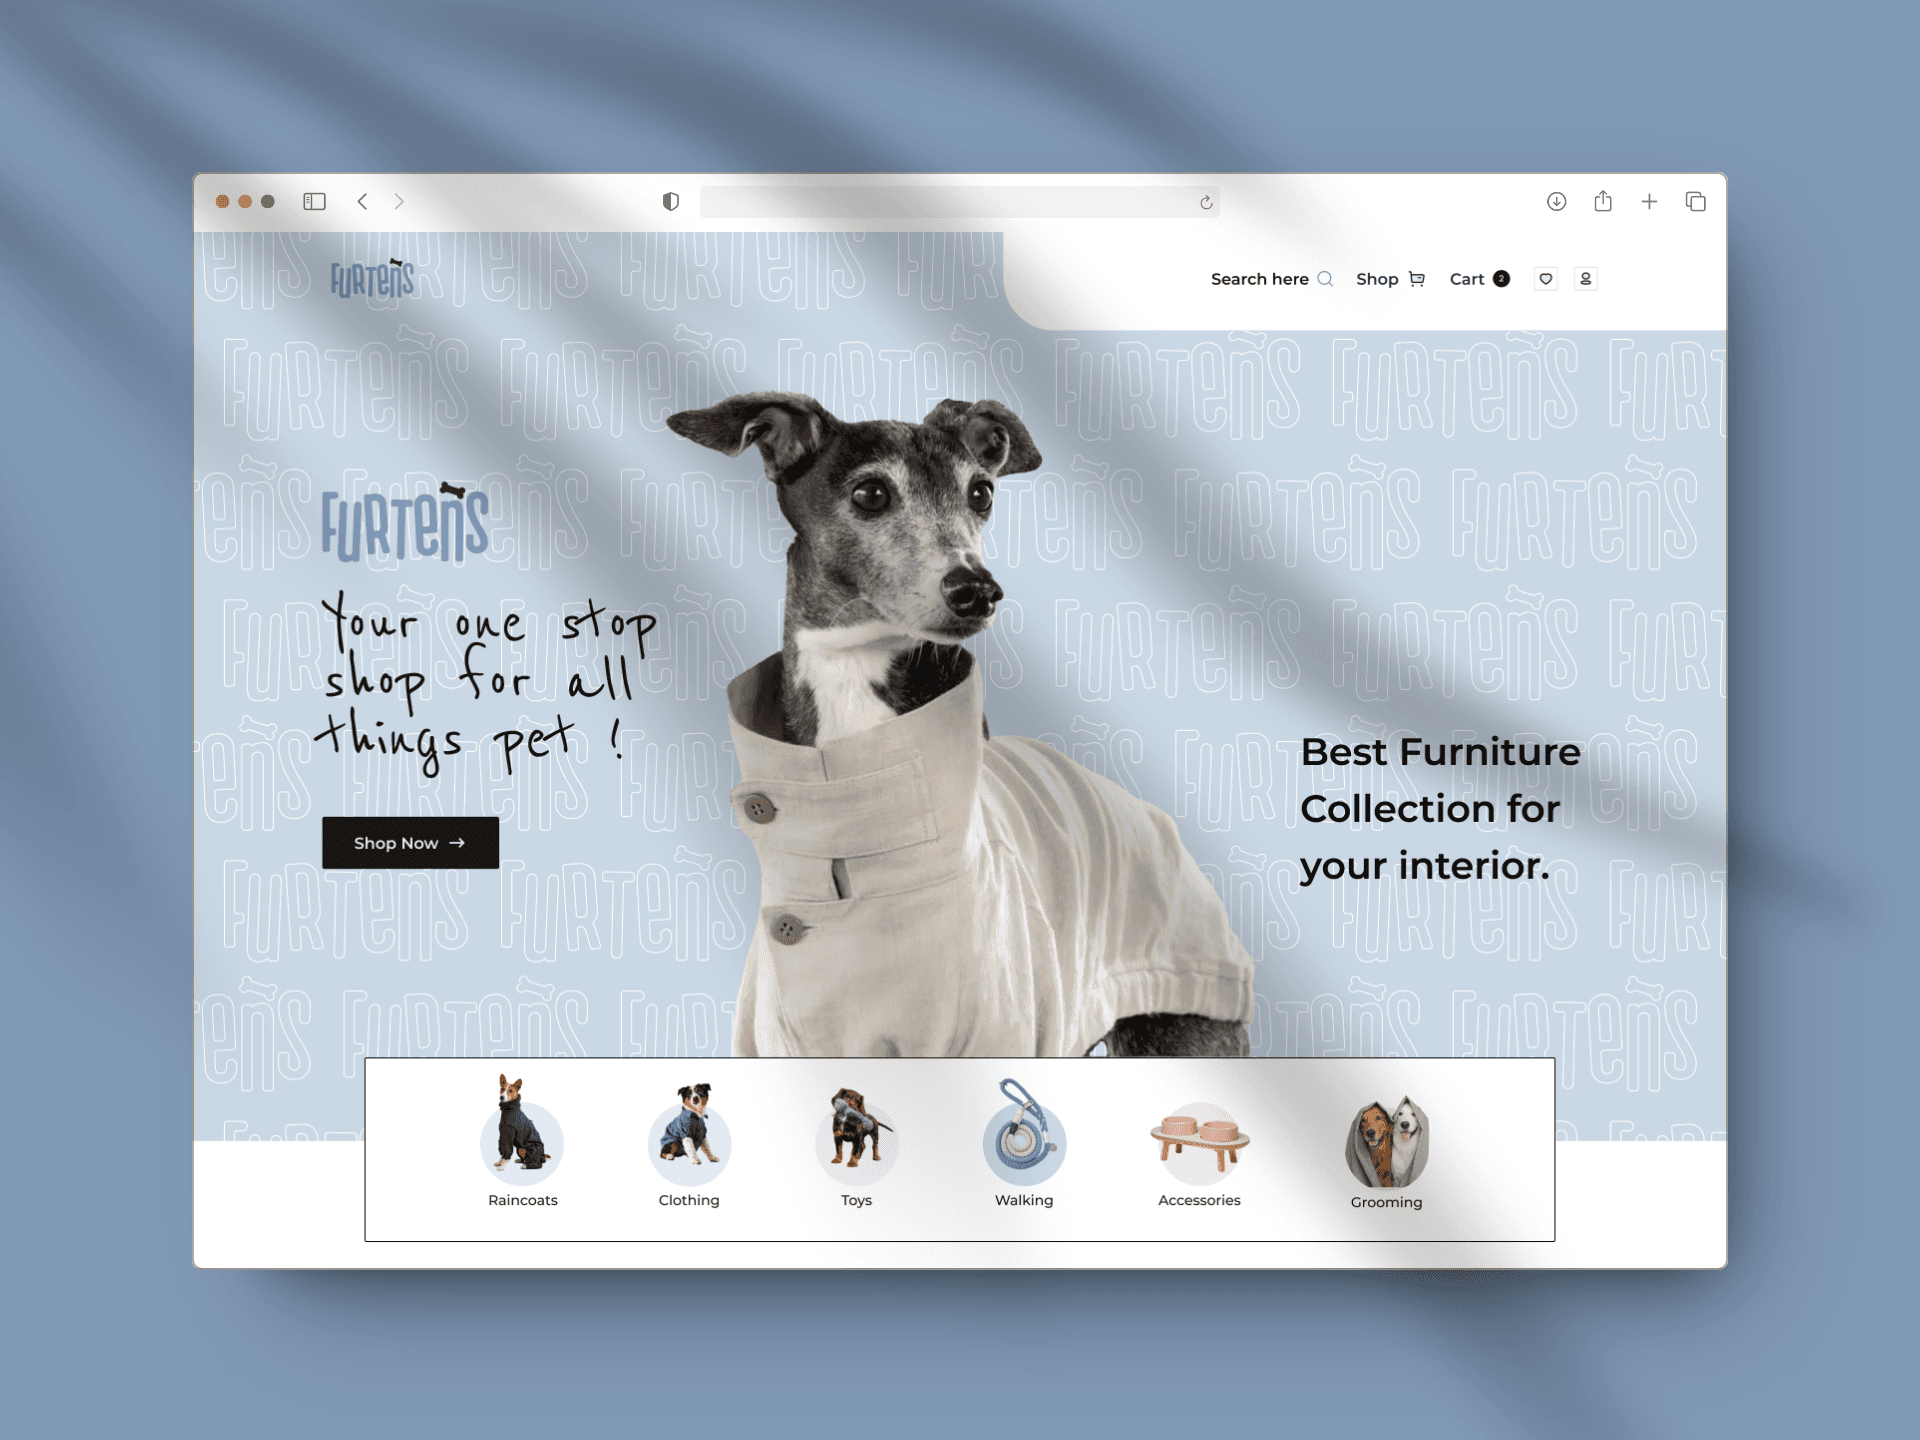 FURTENS
Search here
Shop
Cart 2
FURTENS
Your one stop
shop for all
things pet !
Shop Now →
Best Furniture
Collection for
your interior.
Raincoats
Clothing
Toys
Walking
Accessories
Grooming